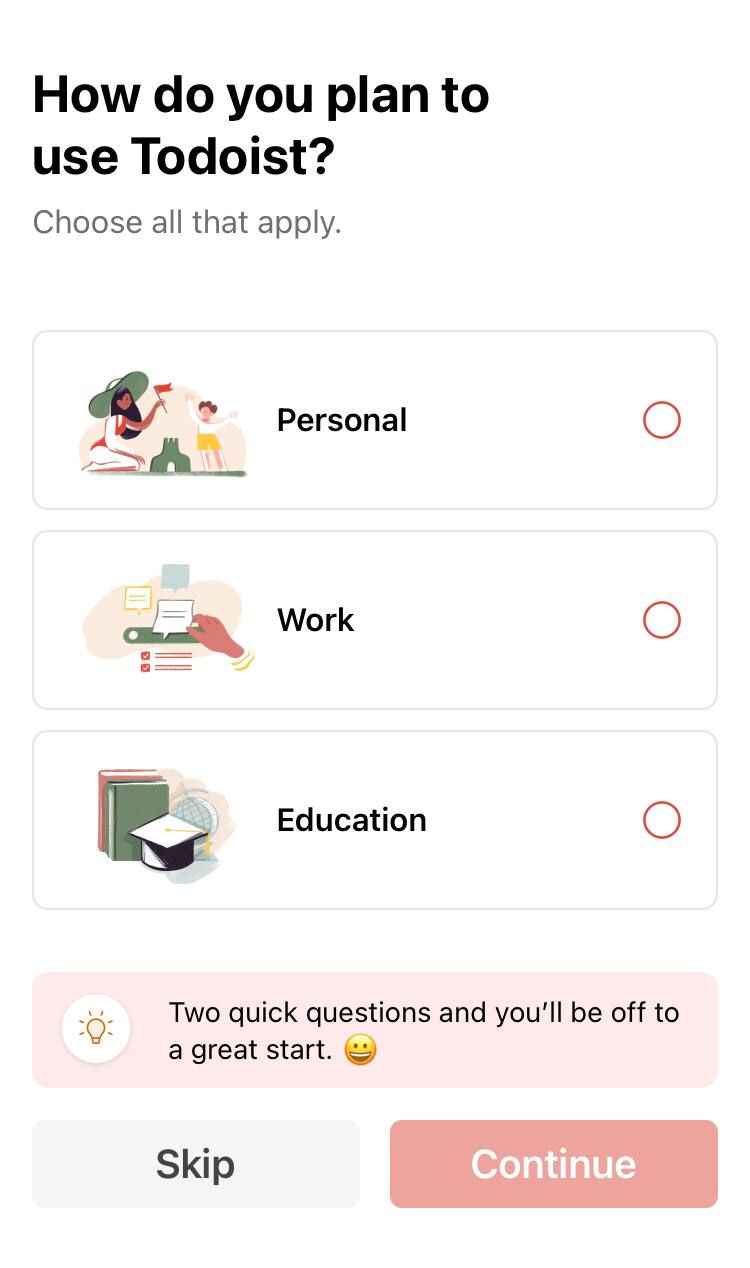 How do you plan to
use Todoist?
Choose all that apply.
Personal
Work
Education
Two quick questions and you’ll be off to
a great start. 😀
Skip
Continue